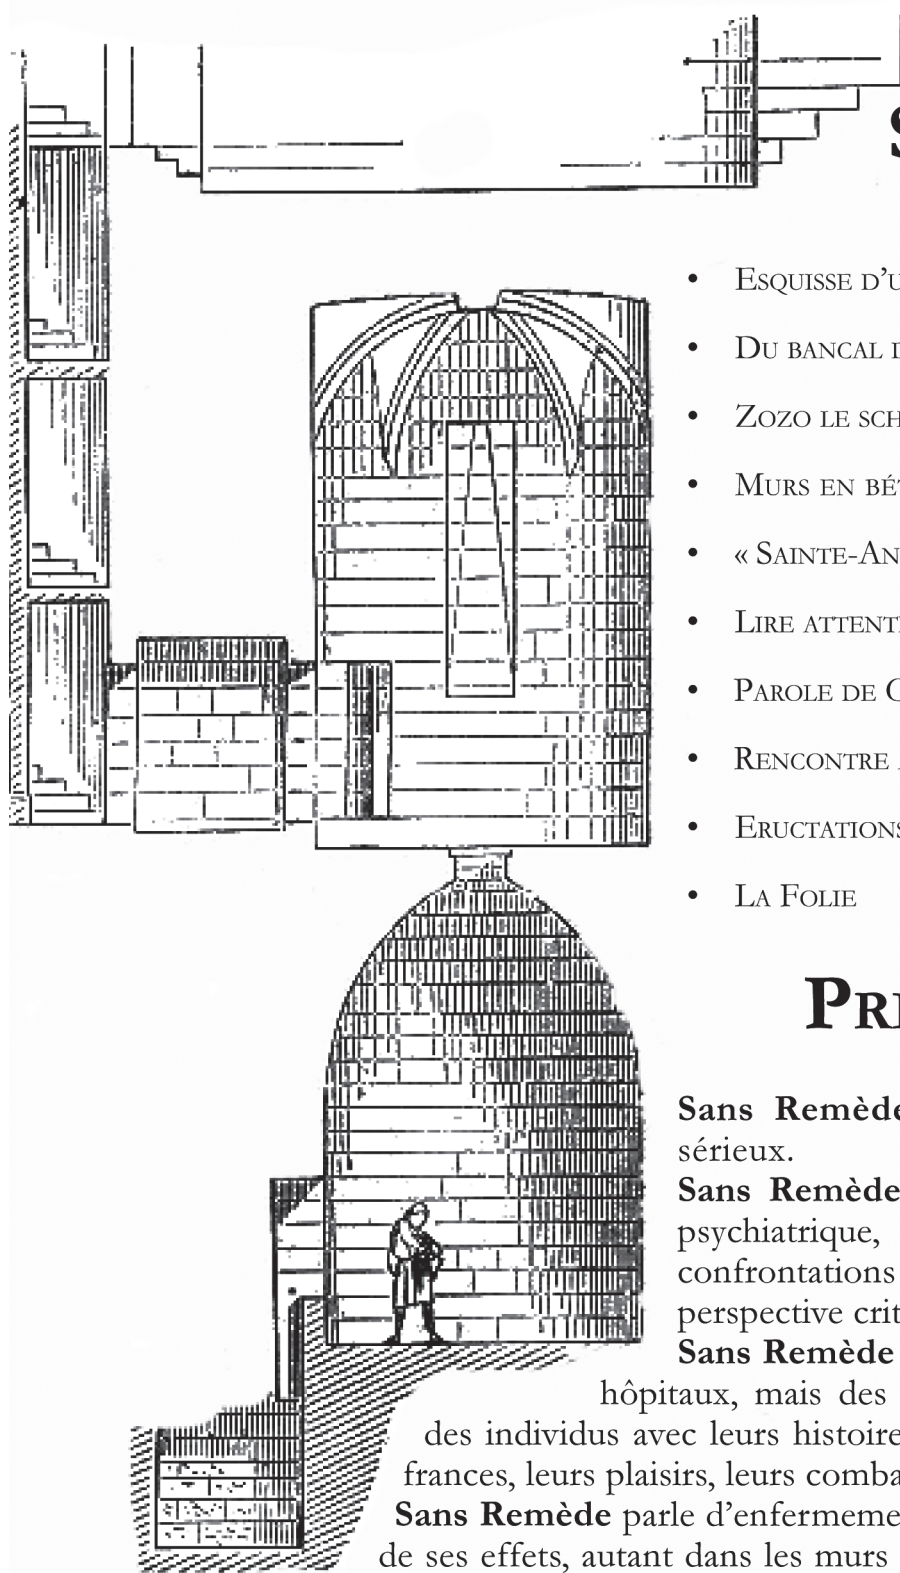 S
• Esquisse d'u
• Du bancal d
• Zozo le sch
• Murs en bét
• « Sainte-An
• Lire attenti
• Parole de
• Rencontre
• Eructations
• La Folie
Pré
Sans Remède
sérieux.
Sans Remède
psychiatrique,
confrontations
perspective crit
Sans Remède
hôpitaux, mais des
des individus avec leurs histoire
frances, leurs plaisirs, leurs comba
Sans Remède parle d'enfermeme
de ses effets, autant dans les murs